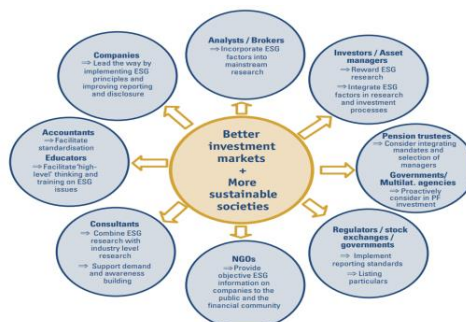 Analysts / Brokers
⇒ Incorporate ESG
factors into
mainstream
research
Companies
⇒ Lead the way by
implementing ESG
principles and
improving reporting
and disclosure
Investors / Asset
managers
⇒ Reward ESG
research
⇒ Integrate ESG
factors in research
and investment
processes
Accountants
⇒ Facilitate
standardisation
Educators
⇒ Facilitate 'high-
level' thinking and
training on ESG
issues
Better
investment
markets
+
More
sustainable
societies
Pension trustees
⇒ Consider integrating
mandates and
selection of
managers
Governments/
Multilat. agencies
⇒ Proactively
consider in PF
investment
Consultants
⇒ Combine ESG
research with
industry level
research
⇒ Support demand
and awareness
building
NGOs
⇒ Provide
objective ESG
information on
companies to the
public and the
financial community
Regulators / stock
exchanges /
governments
⇒ Implement
reporting standards
⇒ Listing
particulars